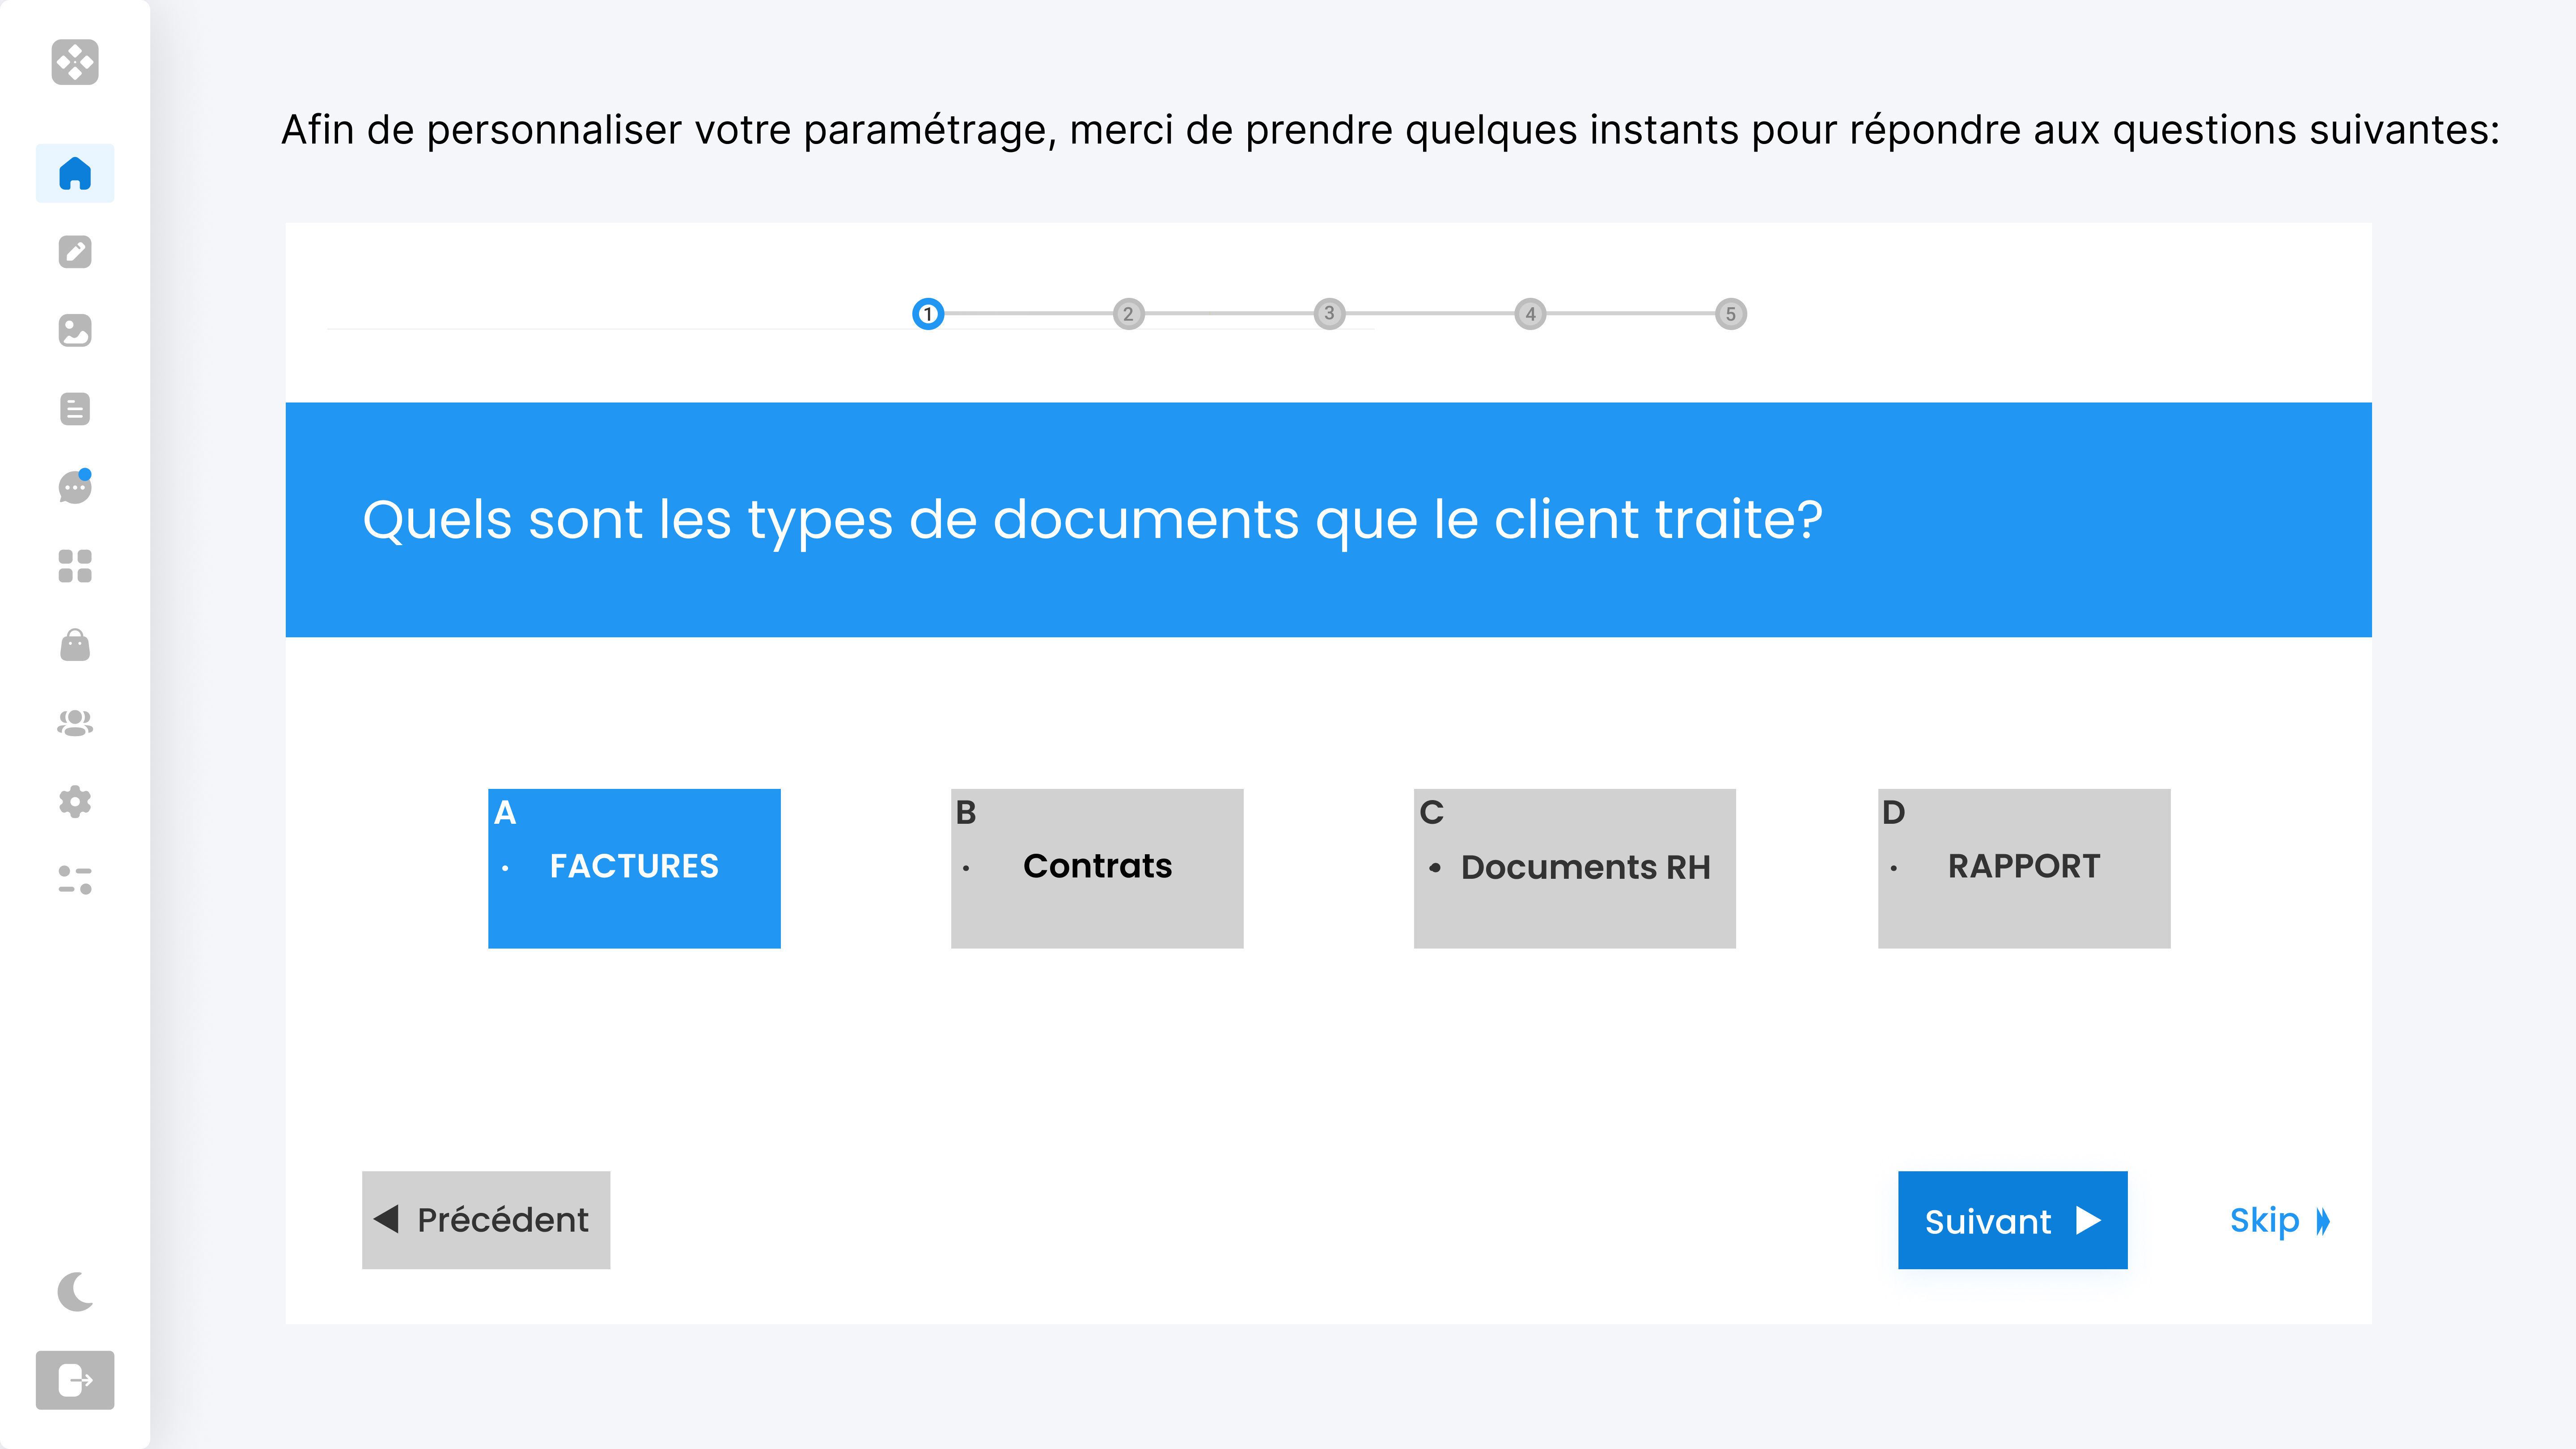 Afin de personnaliser votre paramétrage, merci de prendre quelques instants pour répondre aux questions suivantes:
1 2 3 4 5
Quels sont les types de documents que le client traite?
A
• FACTURES
B
• Contrats
C
• Documents RH
D
• RAPPORT
Précédent
Suivant
Skip